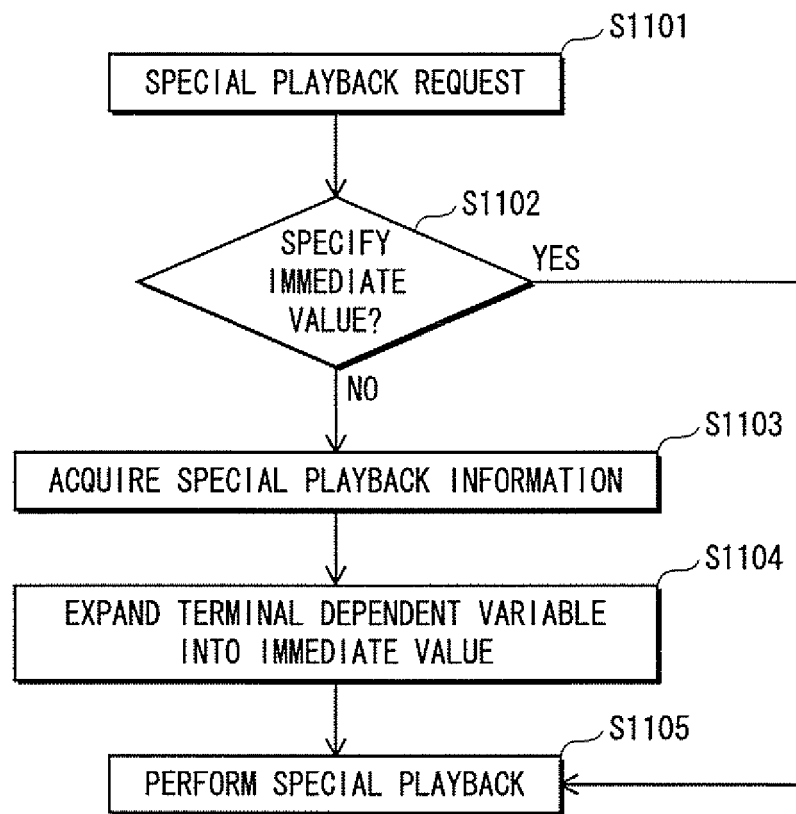 S1101
SPECIAL PLAYBACK REQUEST
S1102
SPECIFY
IMMEDIATE
VALUE?
YES
NO
S1103
ACQUIRE SPECIAL PLAYBACK INFORMATION
S1104
EXPAND TERMINAL DEPENDENT VARIABLE
INTO IMMEDIATE VALUE
S1105
PERFORM SPECIAL PLAYBACK